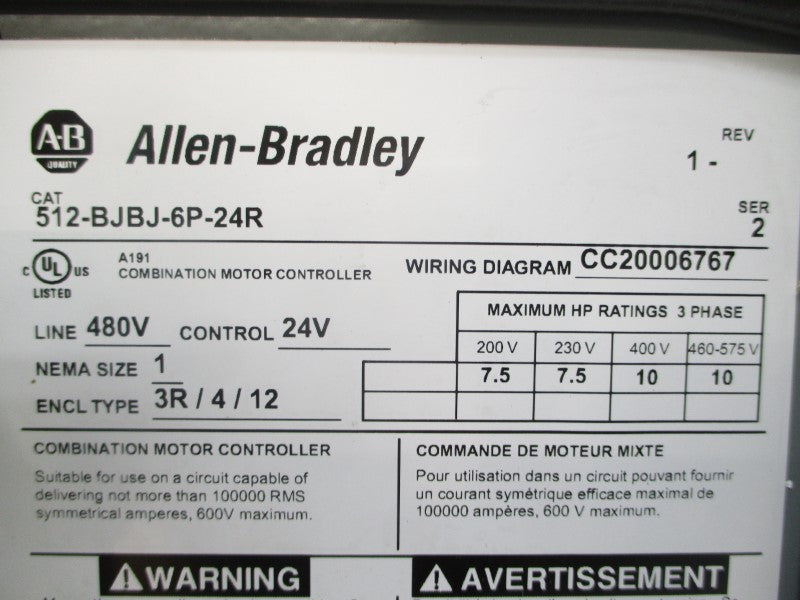 A-B
QUALITY
Allen-Bradley
REV
1 -
CAT
512-BJBJ-6P-24R
SER
2
C UL US
LISTED
A191
COMBINATION MOTOR CONTROLLER
WIRING DIAGRAM CC20006767
LINE 480V CONTROL 24V
NEMA SIZE 1
ENCL TYPE 3R / 4 / 12
MAXIMUM HP RATINGS 3 PHASE
200 V 230 V 400 V 460-575 V
7.5 7.5 10 10
COMBINATION MOTOR CONTROLLER
Suitable for use on a circuit capable of
delivering not more than 100000 RMS
symmetrical amperes, 600V maximum.
COMMANDE DE MOTEUR MIXTE
Pour utilisation dans un circuit pouvant fournir
un courant symétrique efficace maximal de
100000 ampères, 600 V maximum.
WARNING
AVERTISSEMENT